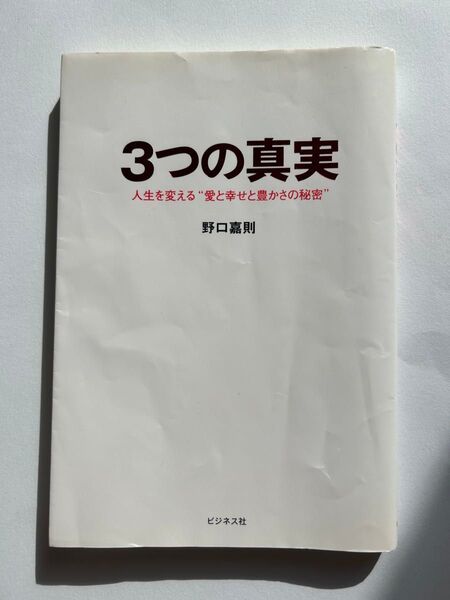 3つの真実
人生を変える“愛と幸せと豊かさの秘密”
野口嘉則
ビジネス社